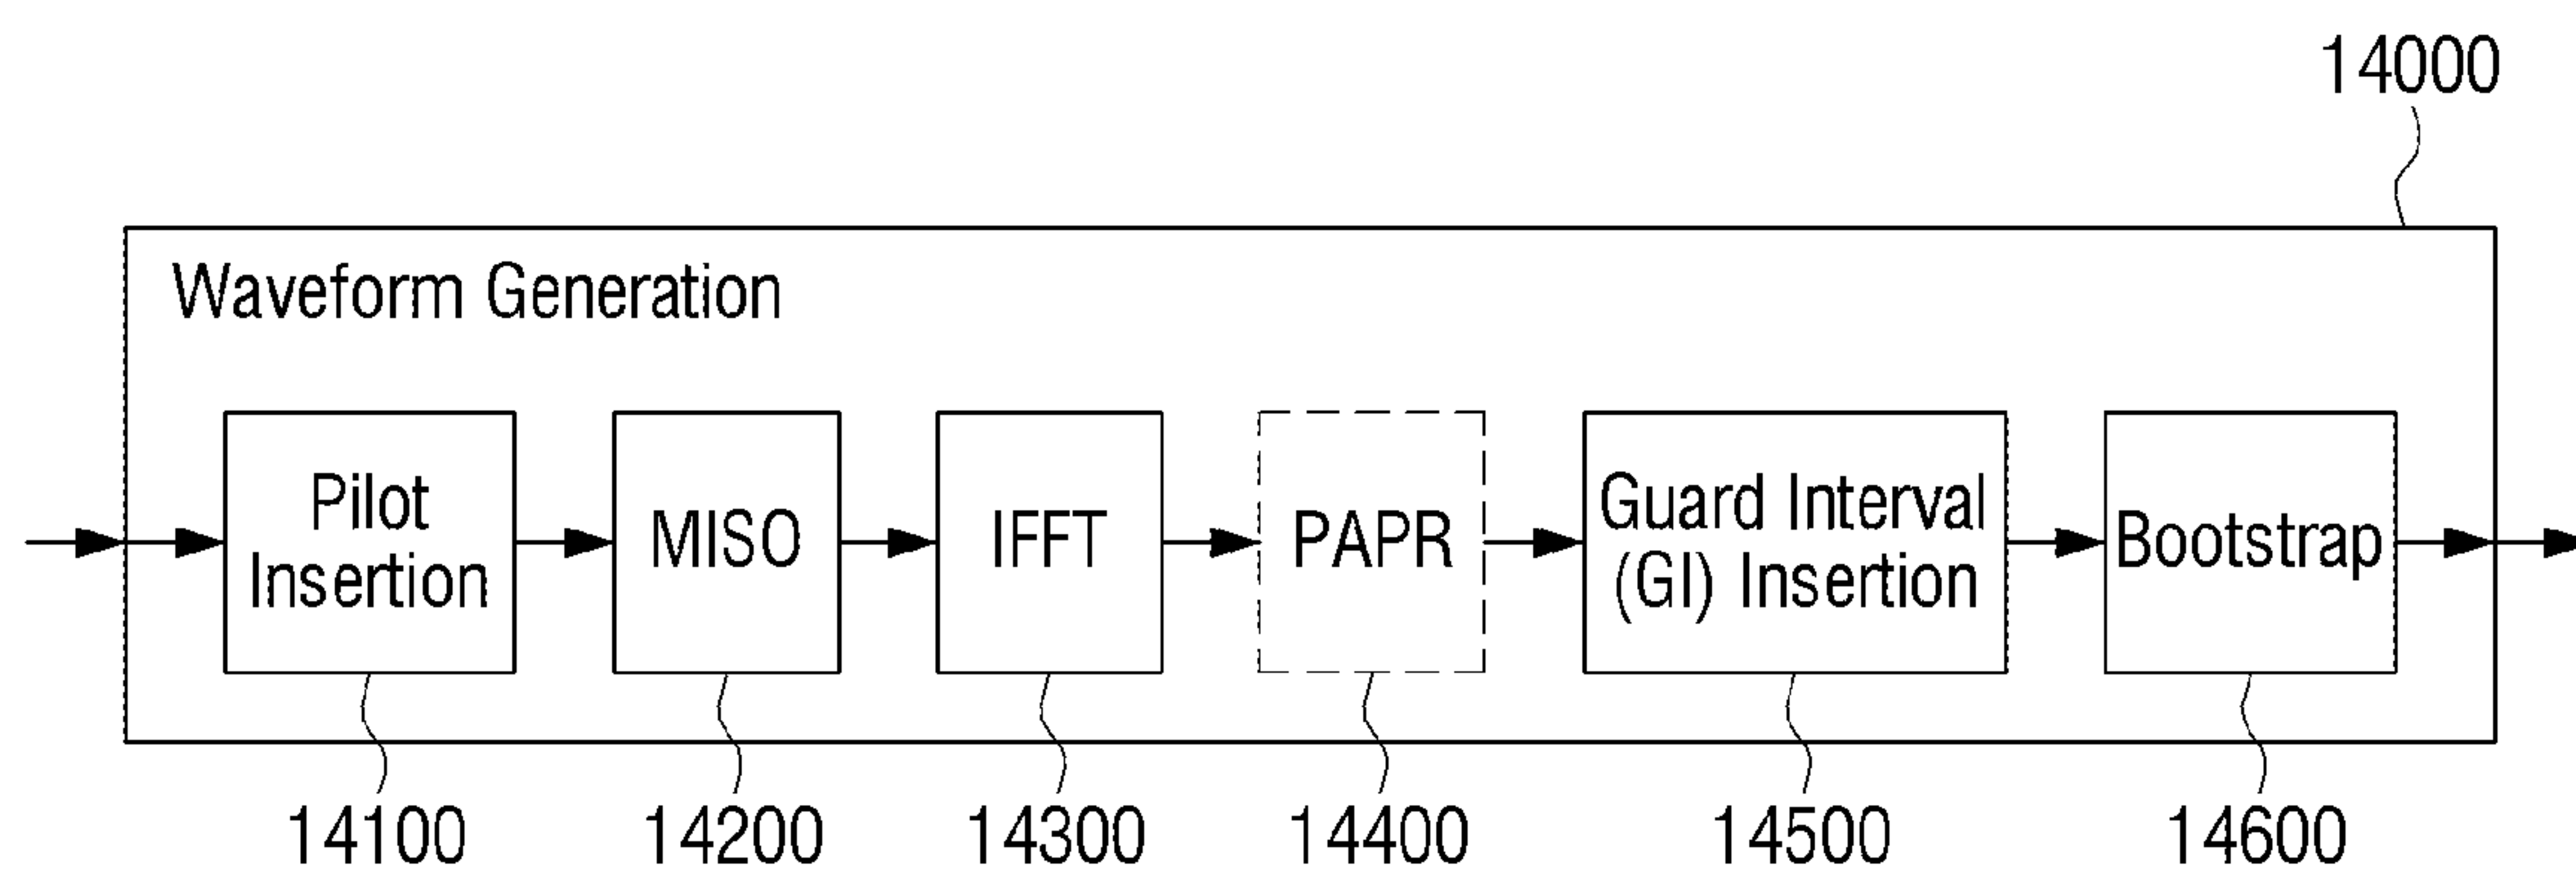 14000
Waveform Generation
Pilot
Insertion
MISO
IFFT
PAPR
Guard Interval
(GI) Insertion
Bootstrap
14100
14200
14300
14400
14500
14600